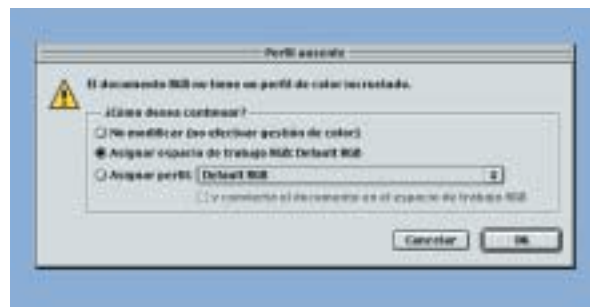 Perfil ausente
El documento RGB no tiene un perfil de color incrustado.
¿Cómo desea continuar?
No modificar (no efectuar gestión de color)
Asignar espacio de trabajo RGB: Default RGB
Asignar perfil: Default RGB
y convierte el documento en el espacio de trabajo RGB
Cancelar OK